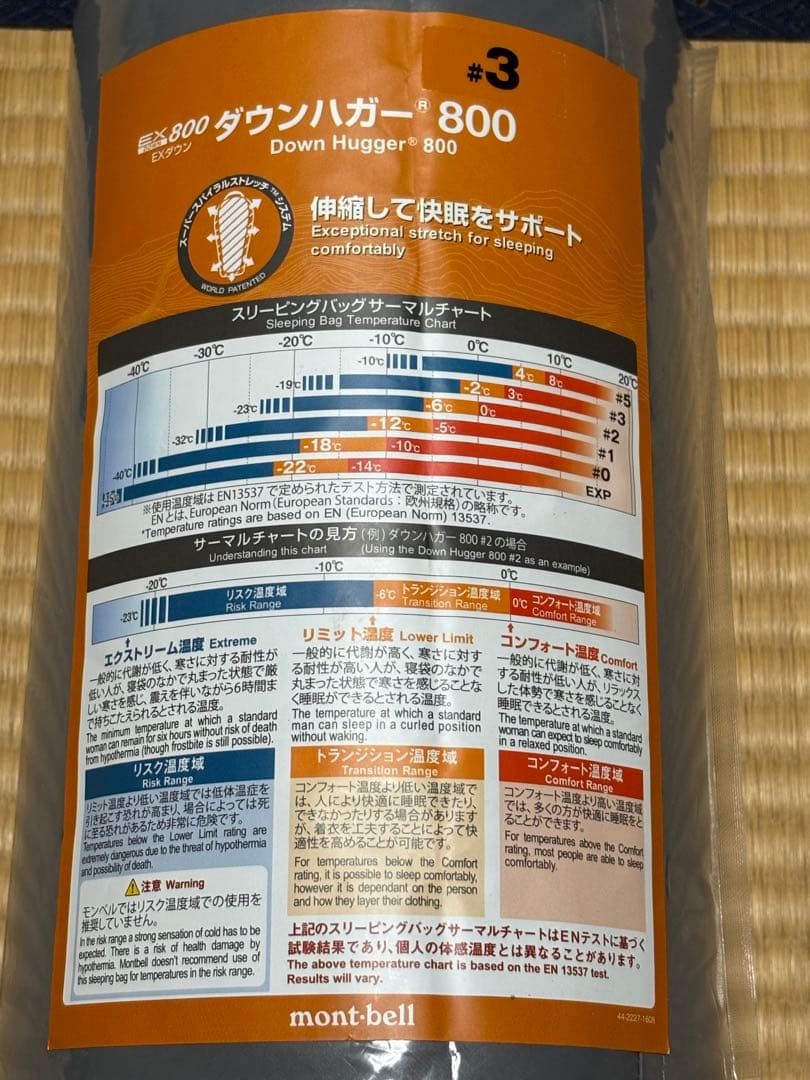 #3
EX 800 ダウンハガー® 800
EXダウン
Down Hugger® 800
スーパースパイラルストレッチ™システム
WORLD PATENTED
伸縮して快眠をサポート
Exceptional stretch for sleeping
comfortably
スリーピングバッグサーマルチャート
Sleeping Bag Temperature Chart
-40℃ -30℃ -20℃ -10℃ 0℃ 10℃ 20℃
-10℃ 4℃ 8℃ #5
-19℃ -2℃ 3℃ #3
-23℃ -6℃ 0℃ #2
-32℃ -12℃ -5℃ #1
-40℃ -18℃ -10℃ #0
-22℃ -14℃ EXP
※使用温度域は EN13537 で定められたテスト方法で測定されています。
EN とは、European Norm (European Standards：欧州規格) の略称です。
*Temperature ratings are based on EN (European Norm) 13537.
サーマルチャートの見方 (例) ダウンハガー 800 #2 の場合
Understanding this chart (Using the Down Hugger 800 #2 as an example)
-20℃ -10℃ 0℃
-23℃ リスク温度域 -6℃ トランジション温度域 0℃ コンフォート温度域
Risk Range Transition Range Comfort Range
エクストリーム温度 Extreme
一般的に代謝が低く、寒さに対する耐性が
低い人が、寝袋のなかで丸まった状態で厳
しい寒さを感じ、震えを伴いながら6時間ま
で持ちこたえられるとされる温度。
The minimum temperature at which a standard
woman can remain for six hours without risk of death
from hypothermia (though frostbite is still possible).
リミット温度 Lower Limit
一般的に代謝が高く、寒さに対す
る耐性が高い人が、寝袋のなかで
丸まった状態で寒さを感じることな
く睡眠ができるとされる温度。
The temperature at which a standard
man can sleep in a curled position
without waking.
コンフォート温度 Comfort
一般的に代謝が低く、寒さに対
する耐性が低い人が、リラックス
した体勢で寒さを感じることなく
睡眠できるとされる温度。
The temperature at which a standard
woman can expect to sleep comfortably
in a relaxed position.
リスク温度域
Risk Range
リミット温度より低い温度域では低体温症を
引き起こす恐れが高まり、場合によっては死
に至る恐れがあるため非常に危険です。
Temperatures below the Lower Limit rating are
extremely dangerous due to the threat of hypothermia
and possibility of death.
注意 Warning
モンベルではリスク温度域での使用を
推奨していません。
In the risk range a strong sensation of cold has to be
expected. There is a risk of health damage by
hypothermia. Montbell doesn't recommend use of
this sleeping bag for temperatures in the risk range.
トランジション温度域
Transition Range
コンフォート温度より低い温度域で
は、人により快適に睡眠できたり、
できなかったりする場合があります
が、着衣を工夫することによって快
適性を高めることが可能です。
For temperatures below the Comfort
rating, it is possible to sleep comfortably,
however it is dependant on the person
and how they layer their clothing.
コンフォート温度域
Comfort Range
コンフォート温度より高い温度域
では、多くの方が快適に睡眠をと
ることができます。
For temperatures above the Comfort
rating, most people are able to sleep
comfortably.
上記のスリーピングバッグサーマルチャートはENテストに基づく
試験結果であり、個人の体感温度とは異なることがあります。
The above temperature chart is based on the EN 13537 test.
Results will vary.
mont-bell
44-2227-1608